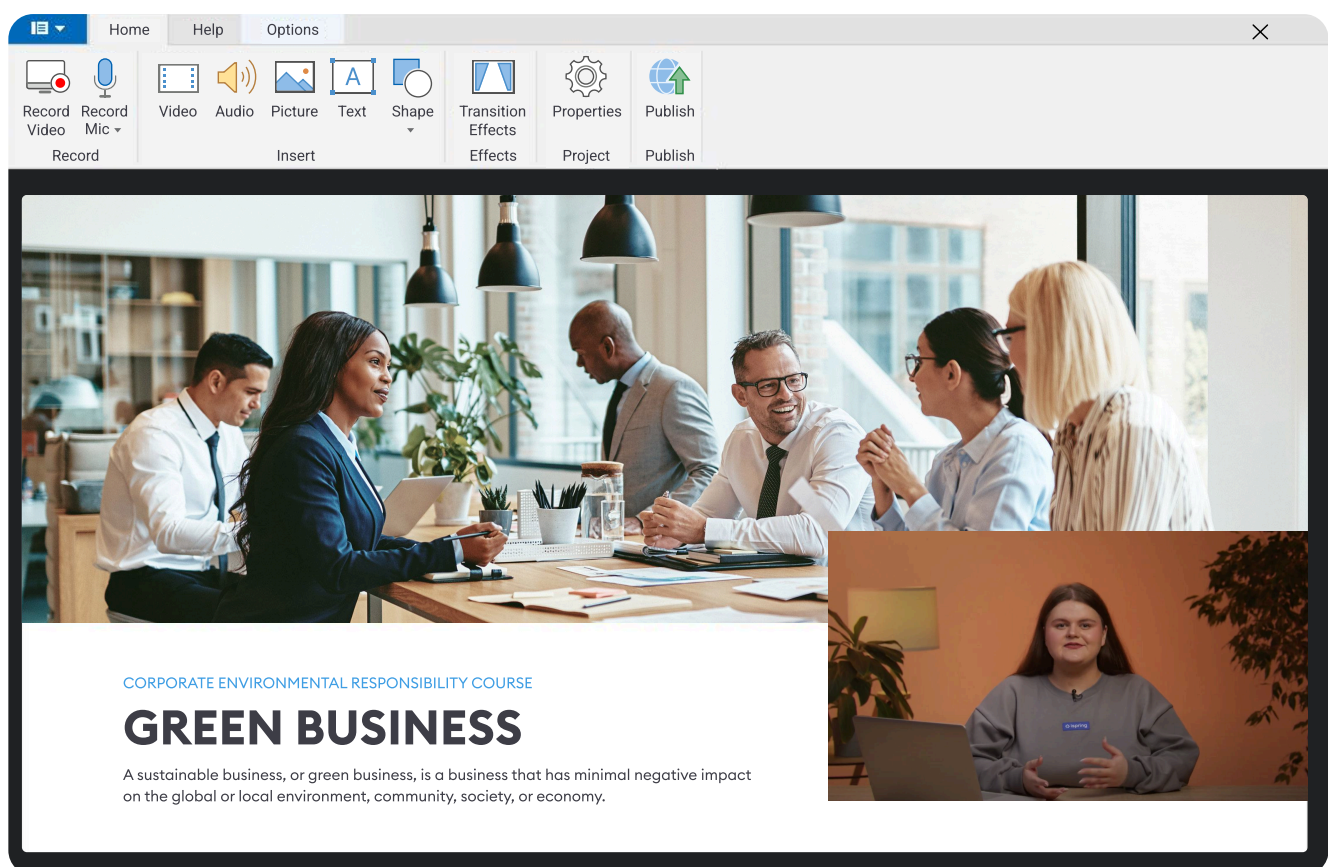 Home Help Options
Record Video
Record Mic
Video
Audio
Picture
A
Text
Shape
Transition Effects
Properties
Publish
Record
Insert
Effects
Project
Publish
CORPORATE ENVIRONMENTAL RESPONSIBILITY COURSE
GREEN BUSINESS
A sustainable business, or green business, is a business that has minimal negative impact
on the global or local environment, community, society, or economy.
iSpring